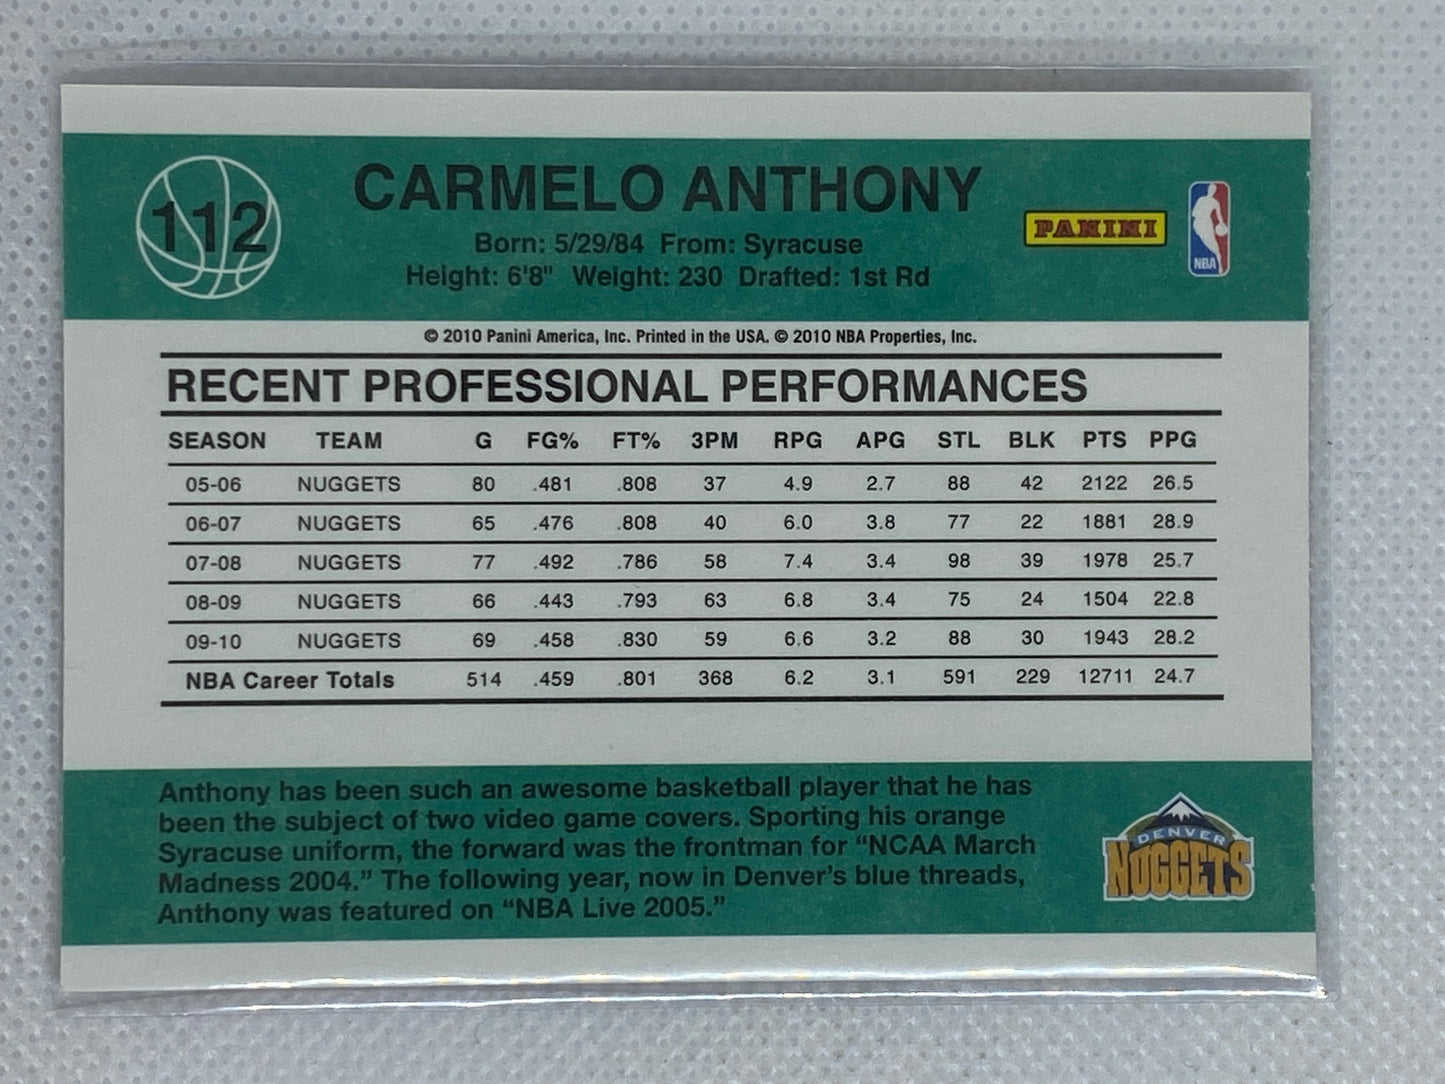 112
CARMELO ANTHONY
Born: 5/29/84 From: Syracuse
Height: 6'8" Weight: 230 Drafted: 1st Rd
PANINI
NBA
© 2010 Panini America, Inc. Printed in the USA. © 2010 NBA Properties, Inc.
RECENT PROFESSIONAL PERFORMANCES
SEASON TEAM G FG% FT% 3PM RPG APG STL BLK PTS PPG
05-06 NUGGETS 80 .481 .808 37 4.9 2.7 88 42 2122 26.5
06-07 NUGGETS 65 .476 .808 40 6.0 3.8 77 22 1881 28.9
07-08 NUGGETS 77 .492 .786 58 7.4 3.4 98 39 1978 25.7
08-09 NUGGETS 66 .443 .793 63 6.8 3.4 75 24 1504 22.8
09-10 NUGGETS 69 .458 .830 59 6.6 3.2 88 30 1943 28.2
NBA Career Totals 514 .459 .801 368 6.2 3.1 591 229 12711 24.7
Anthony has been such an awesome basketball player that he has
been the subject of two video game covers. Sporting his orange
Syracuse uniform, the forward was the frontman for “NCAA March
Madness 2004.” The following year, now in Denver’s blue threads,
Anthony was featured on “NBA Live 2005.”
DENVER
NUGGETS